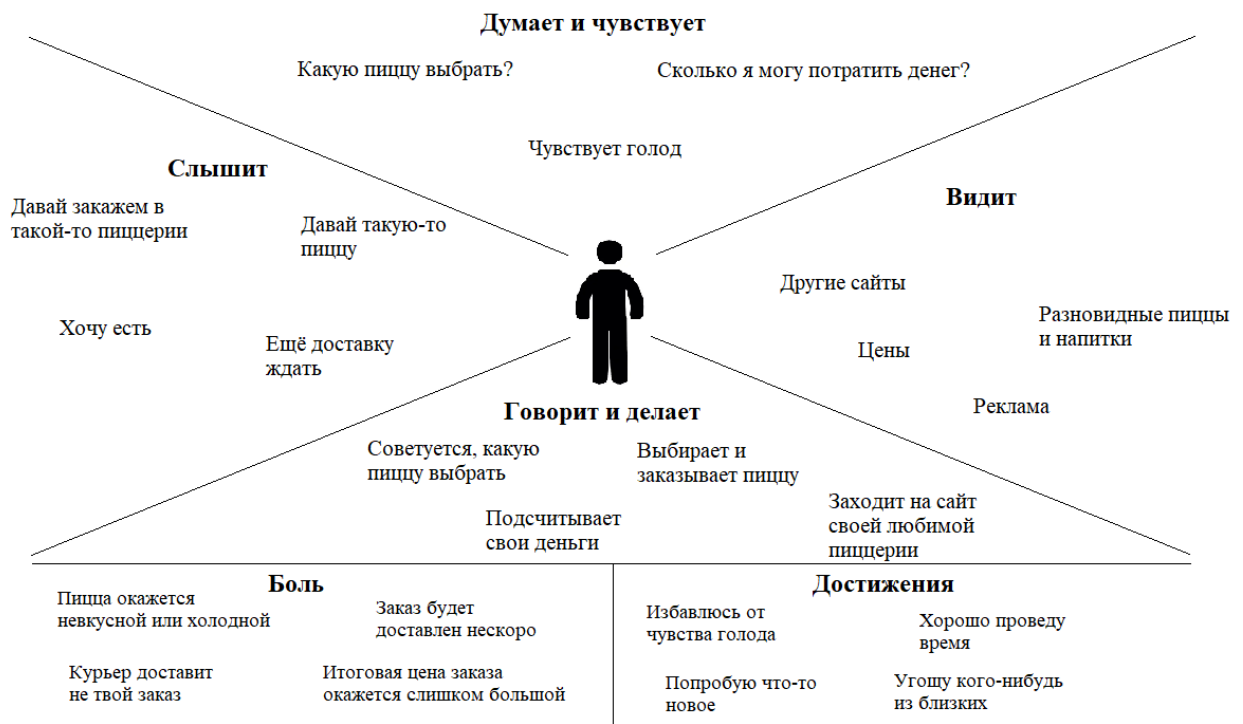 Думает и чувствует
Какую пиццу выбрать?
Сколько я могу потратить денег?
Чувствует голод
Слышит
Давай закажем в
такой-то пиццерии
Давай такую-то
пиццу
Хочу есть
Ещё доставку
ждать
Видит
Другие сайты
Разновидные пиццы
и напитки
Цены
Реклама
Говорит и делает
Советуется, какую
пиццу выбрать
Выбирает и
заказывает пиццу
Подсчитывает
свои деньги
Заходит на сайт
своей любимой
пиццерии
Боль
Пицца окажется
невкусной или холодной
Заказ будет
доставлен нескоро
Курьер доставит
не твой заказ
Итоговая цена заказа
окажется слишком большой
Достижения
Избавлюсь от
чувства голода
Хорошо проведу
время
Попробую что-то
новое
Угощу кого-нибудь
из близких